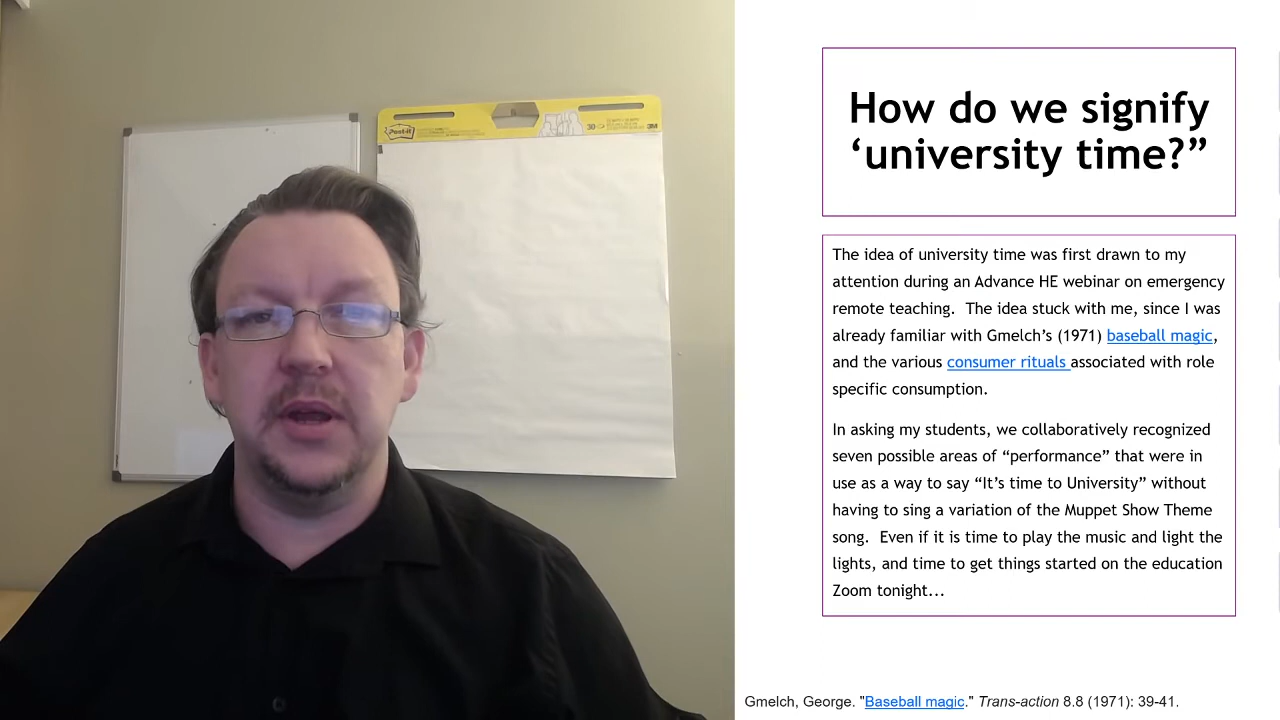 Post-it
30
3M
How do we signify
‘university time?”
The idea of university time was first drawn to my
attention during an Advance HE webinar on emergency
remote teaching.  The idea stuck with me, since I was
already familiar with Gmelch’s (1971) baseball magic,
and the various consumer rituals associated with role
specific consumption.
In asking my students, we collaboratively recognized
seven possible areas of “performance” that were in
use as a way to say “It’s time to University” without
having to sing a variation of the Muppet Show Theme
song.  Even if it is time to play the music and light the
lights, and time to get things started on the education
Zoom tonight...
Gmelch, George. "Baseball magic." Trans-action 8.8 (1971): 39-41.